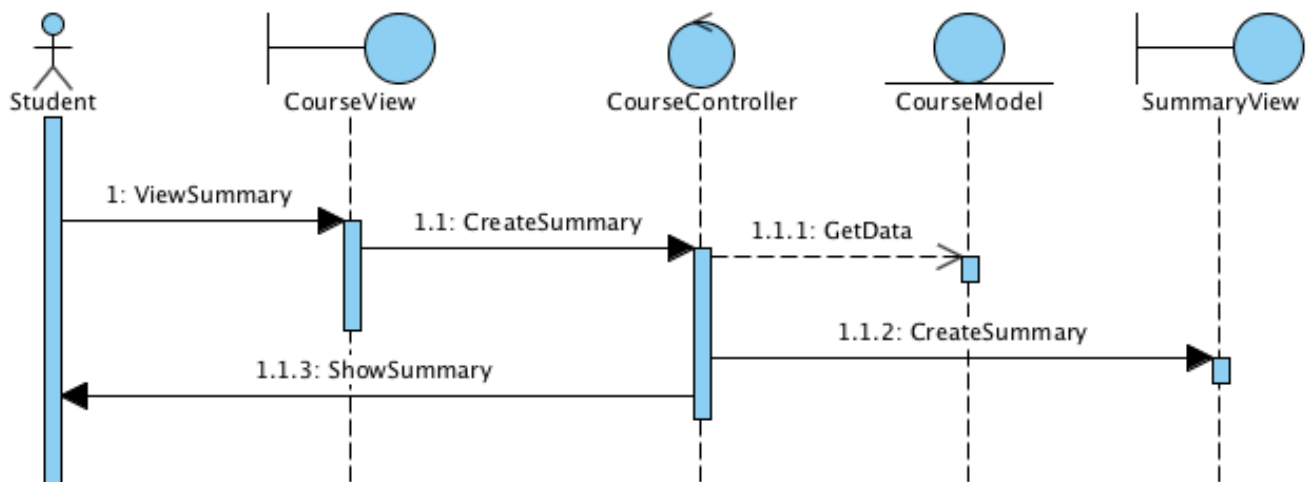 Student
CourseView
CourseController
CourseModel
SummaryView
1: ViewSummary
1.1: CreateSummary
1.1.1: GetData
1.1.2: CreateSummary
1.1.3: ShowSummary